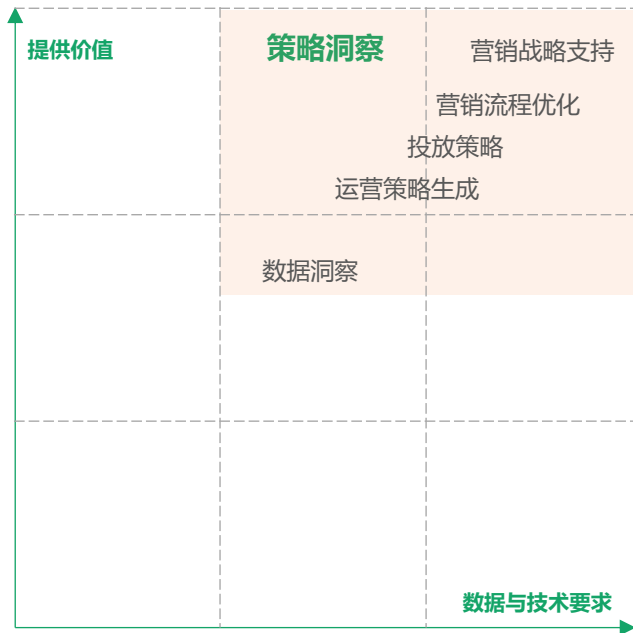 提供价值
策略洞察
营销战略支持
营销流程优化
投放策略
运营策略生成
数据洞察
数据与技术要求